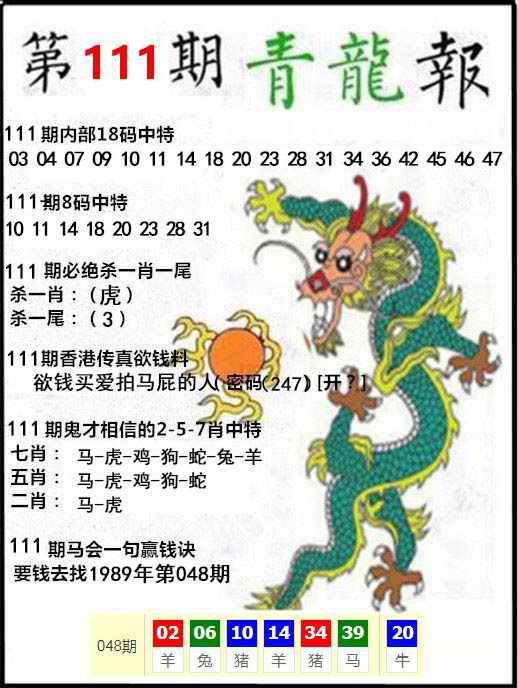 第111期青龍報
111期内部18码中特
03 04 07 09 10 11 14 18 20 23 28 31 34 36 42 45 46 47
111期8码中特
10 11 14 18 20 23 28 31
111 期必绝杀一肖一尾
杀一肖：（虎）
杀一尾：（3）
111期香港传真欲钱料
欲钱买爱拍马屁的人(密码(247) [开？]
111期鬼才相信的2-5-7肖中特
七肖： 马-虎-鸡-狗-蛇-兔-羊
五肖： 马-虎-鸡-狗-蛇
二肖： 马-虎
111 期马会一句赢钱诀
要钱去找1989年第048期
048期 02 06 10 14 34 39 20
羊 兔 猪 羊 猪 马 牛